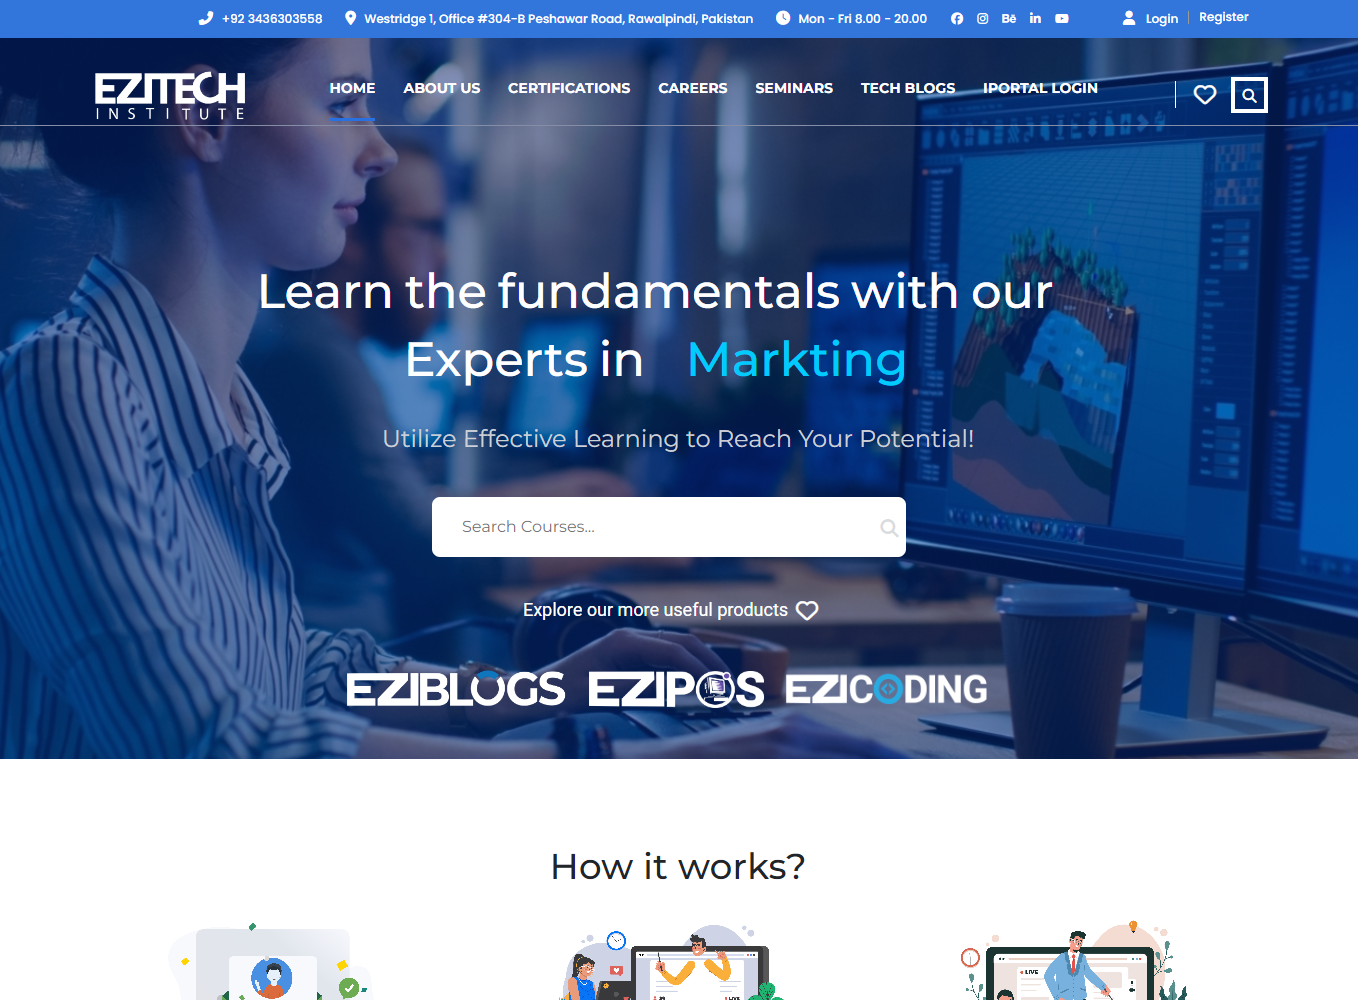 +92 3436303558 Westridge 1, Office #304-B Peshawar Road, Rawalpindi, Pakistan Mon - Fri 8.00 - 20.00 Bē in Login Register
EZITECH
INSTITUTE
HOME ABOUT US CERTIFICATIONS CAREERS SEMINARS TECH BLOGS IPORTAL LOGIN
Learn the fundamentals with our
Experts in Markting
Utilize Effective Learning to Reach Your Potential!
Search Courses...
Explore our more useful products
EZIBLOGS EZIPOS EZICODING
How it works?
LIVE
LIVE